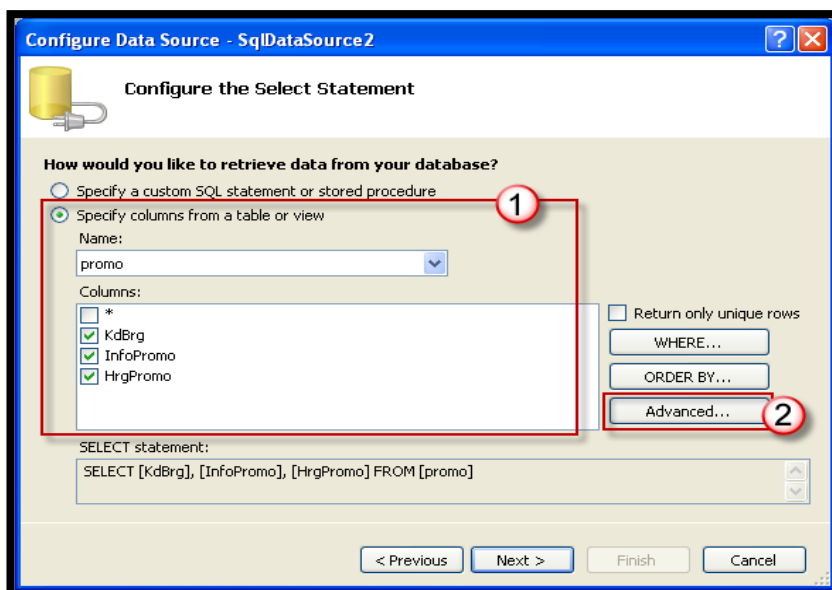 Configure Data Source - SqlDataSource2
Configure the Select Statement
How would you like to retrieve data from your database?
Specify a custom SQL statement or stored procedure
1
Specify columns from a table or view
Name:
promo
Columns:
*
KdBrg
InfoPromo
HrgPromo
Return only unique rows
WHERE...
ORDER BY...
Advanced...
2
SELECT statement:
SELECT [KdBrg], [InfoPromo], [HrgPromo] FROM [promo]
< Previous
Next >
Finish
Cancel